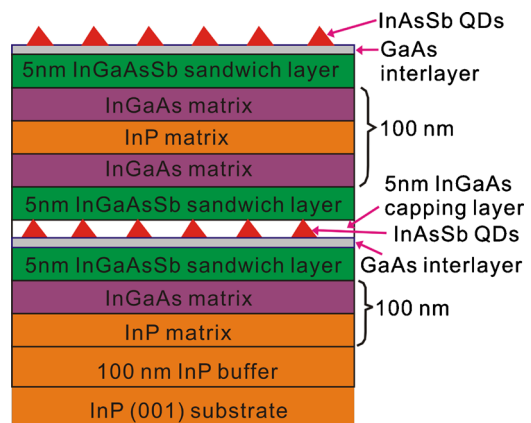 InAsSb QDs
GaAs
interlayer
5nm InGaAsSb sandwich layer
InGaAs matrix
InP matrix
InGaAs matrix
100 nm
5nm InGaAsSb sandwich layer
5nm InGaAs
capping layer
InAsSb QDs
GaAs interlayer
5nm InGaAsSb sandwich layer
InGaAs matrix
InP matrix
100 nm
100 nm InP buffer
InP (001) substrate